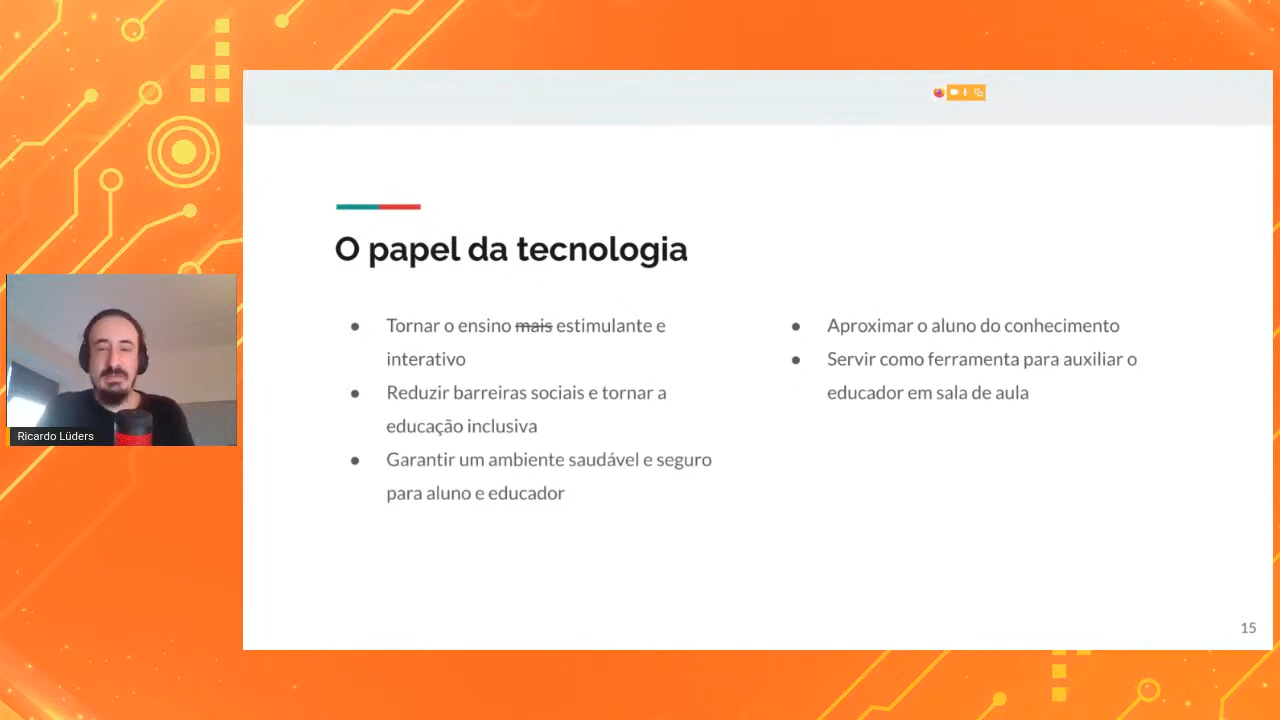 O papel da tecnologia
Tornar o ensino mais estimulante e
interativo
Reduzir barreiras sociais e tornar a
educação inclusiva
Garantir um ambiente saudável e seguro
para aluno e educador
Aproximar o aluno do conhecimento
Servir como ferramenta para auxiliar o
educador em sala de aula
Ricardo Lüders
15